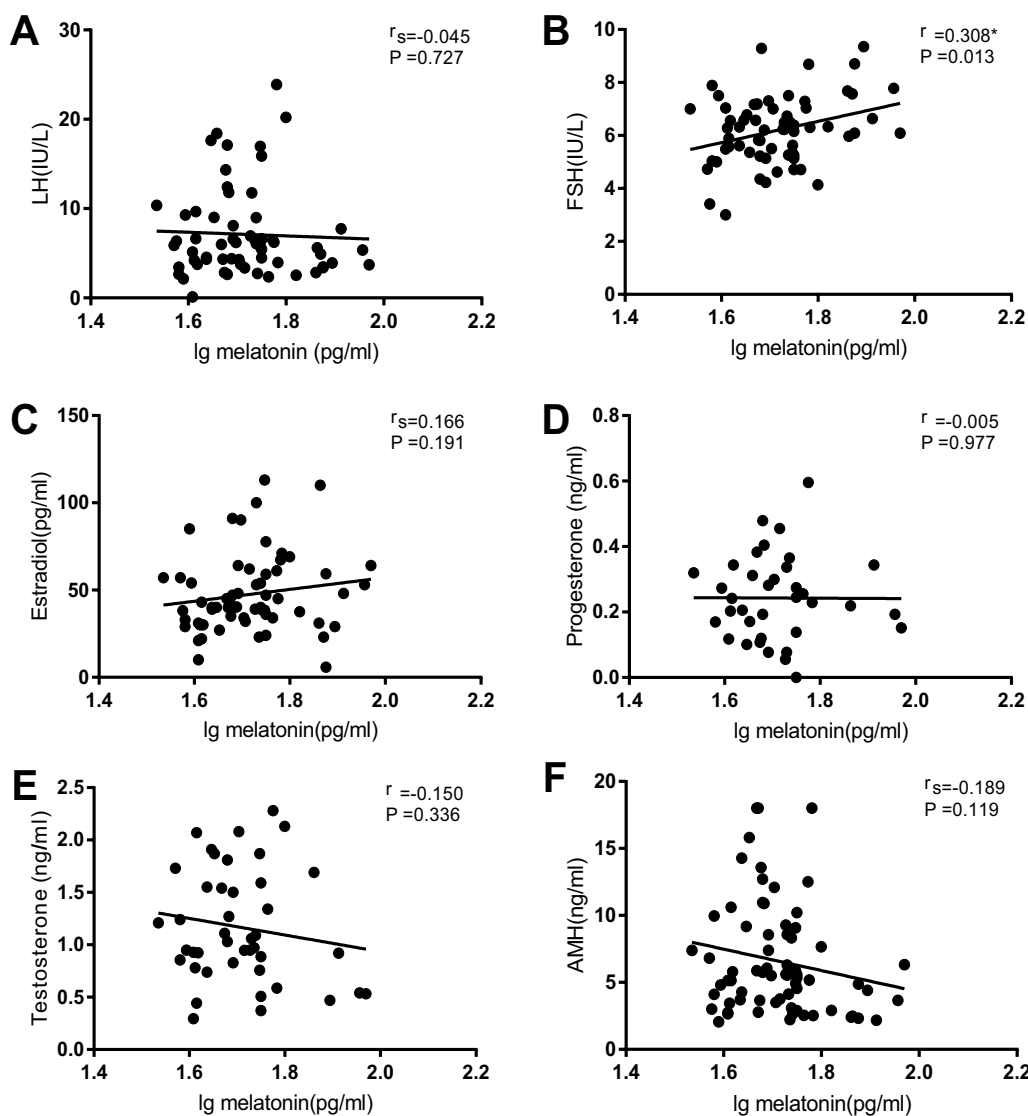 A
rs=-0.045
P =0.727
LH(IU/L)
30
20
10
0
1.4 1.6 1.8 2.0 2.2
lg melatonin (pg/ml)
B
r =0.308*
P =0.013
FSH(IU/L)
10
8
6
4
2
0
1.4 1.6 1.8 2.0 2.2
lg melatonin(pg/ml)
C
rs=0.166
P =0.191
Estradiol(pg/ml)
150
100
50
0
1.4 1.6 1.8 2.0 2.2
lg melatonin(pg/ml)
D
r =-0.005
P =0.977
Progesterone (ng/ml)
0.8
0.6
0.4
0.2
0.0
1.4 1.6 1.8 2.0 2.2
lg melatonin(pg/ml)
E
r =-0.150
P =0.336
Testosterone (ng/ml)
2.5
2.0
1.5
1.0
0.5
0.0
1.4 1.6 1.8 2.0 2.2
lg melatonin(pg/ml)
F
rs=-0.189
P =0.119
AMH(ng/ml)
20
15
10
5
0
1.4 1.6 1.8 2.0 2.2
lg melatonin(pg/ml)